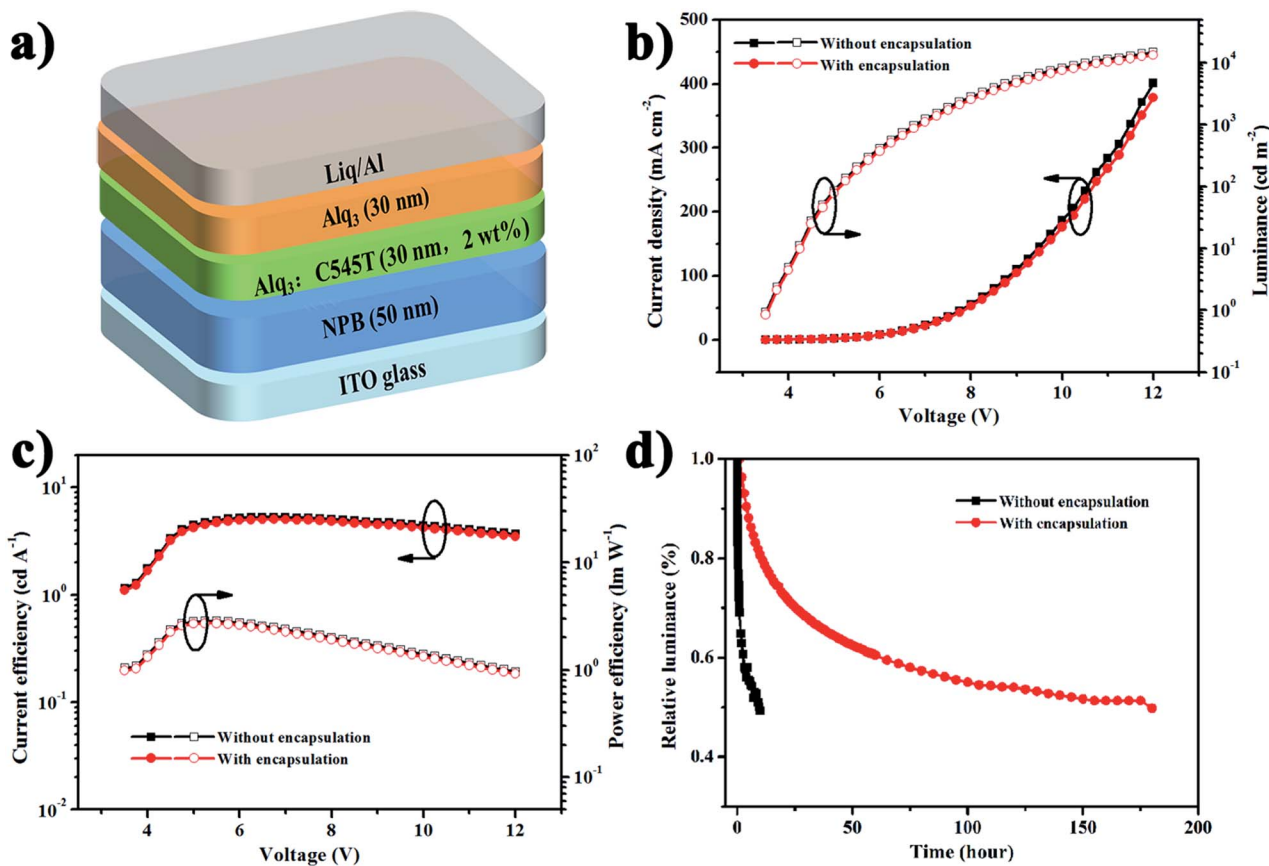 a)
Liq/Al
Alq₃ (30 nm)
Alq₃: C545T (30 nm, 2 wt%)
NPB (50 nm)
ITO glass
b)
Without encapsulation
With encapsulation
Current density (mA cm⁻²)
500
400
300
200
100
0
Luminance (cd m⁻²)
10⁴
10³
10²
10¹
10⁰
10⁻¹
4 6 8 10 12
Voltage (V)
c)
Current efficiency (cd A⁻¹)
10¹
10⁰
10⁻¹
10⁻²
Power efficiency (lm W⁻¹)
10²
10¹
10⁰
10⁻¹
Without encapsulation
With encapsulation
4 6 8 10 12
Voltage (V)
d)
Without encapsulation
With encapsulation
Relative luminance (%)
1.0
0.8
0.6
0.4
0 50 100 150 200
Time (hour)